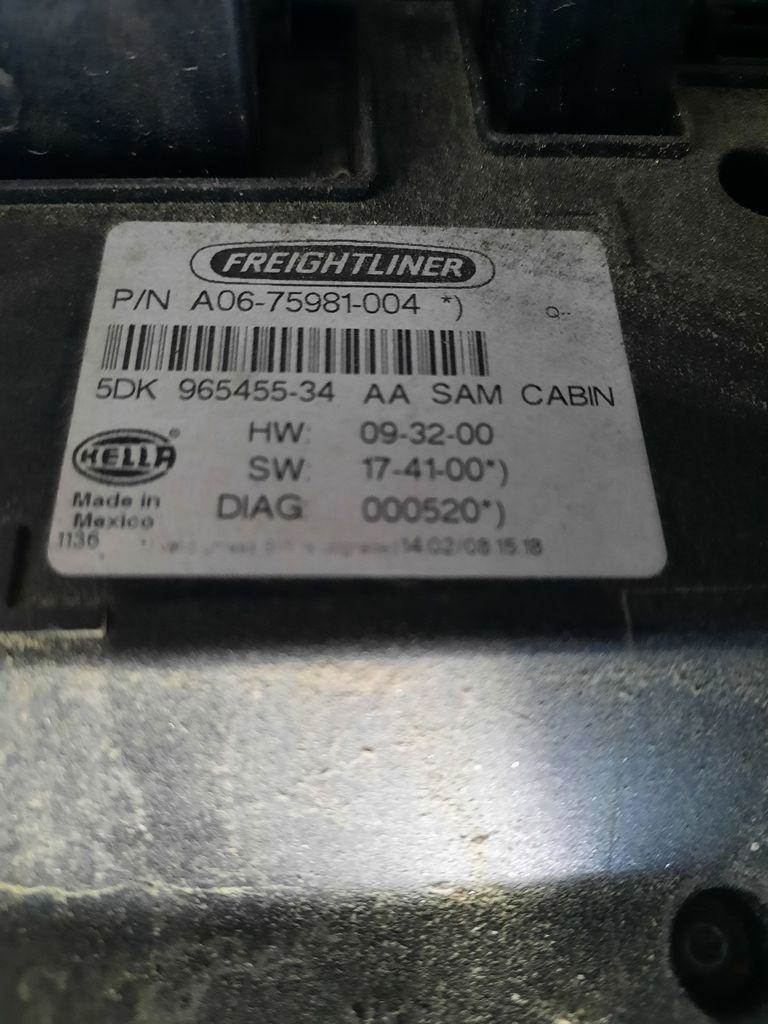 FREIGHTLINER
P/N A06-75981-004 *)
Q--
5DK 965455-34 AA SAM CABIN
HELLA ®
HW: 09-32-00
SW: 17-41-00*)
DIAG 000520*)
Made in
Mexico
1136
14/02/08 15:18